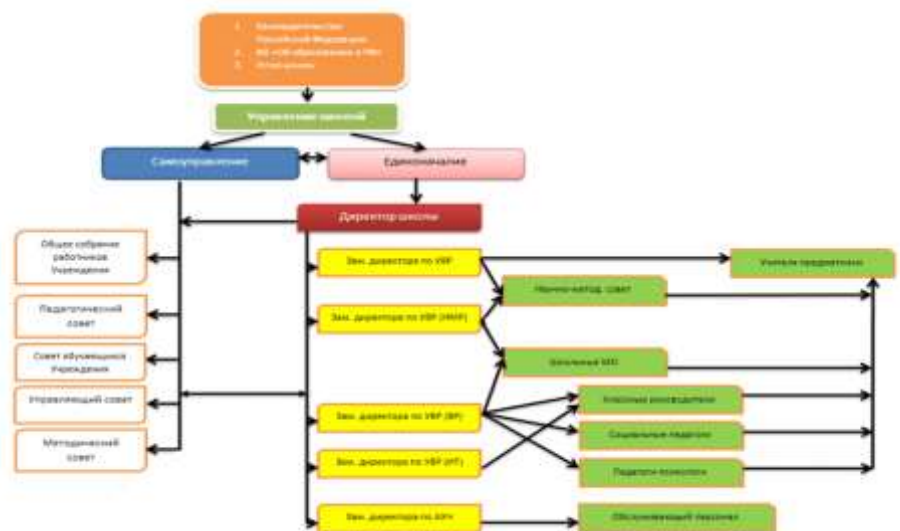 1. Законодательство
Российской Федерации
2. ФЗ «Об образовании в РФ»
3. Устав школы
Управление школой
Самоуправление
Единоначалие
Директор школы
Общее собрание
работников
Учреждения
Педагогический
совет
Совет обучающихся
Учреждения
Управляющий совет
Методический
совет
Зам. директора по УВР
Зам. директора по УВР (НМР)
Зам. директора по УВР (ВР)
Зам. директора по УВР (ИТ)
Зам. директора по АХЧ
Учителя предметники
Научно-метод. совет
Школьные МО
Классные руководители
Социальные педагоги
Педагоги-психологи
Обслуживающий персонал